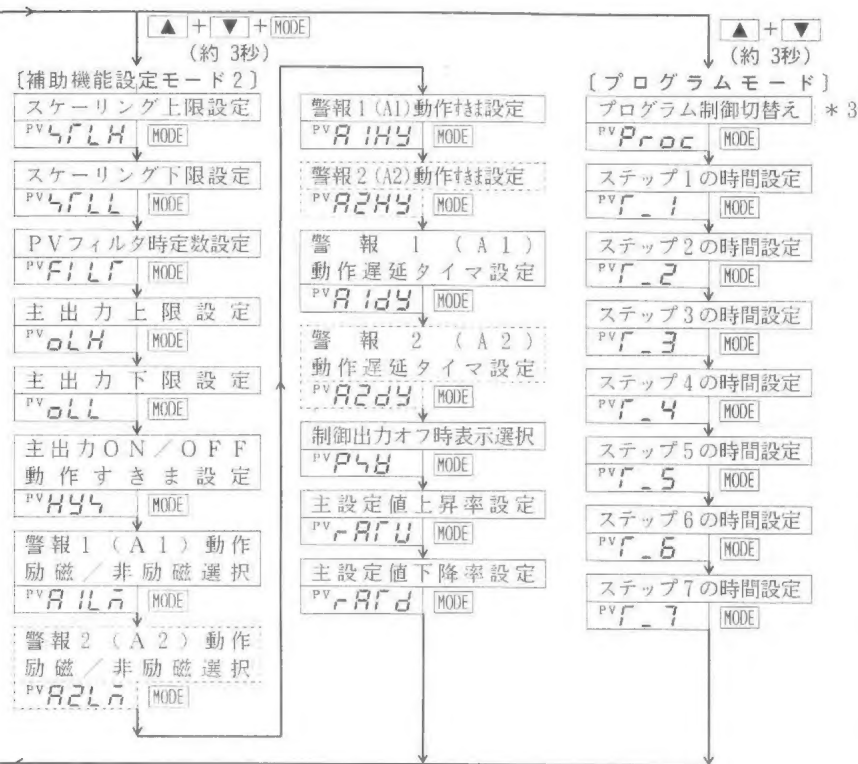 ▲ + ▼ + MODE
(約 3秒)
[補助機能設定モード2]
スケーリング上限設定
PV ЧГLH MODE
スケーリング下限設定
PV ЧГLL MODE
PVフィルタ時定数設定
PV FILГ MODE
主出力上限設定
PV oLH MODE
主出力下限設定
PV oLL MODE
主出力ON/OFF
動作すきま設定
PV HYЧ MODE
警報1(A1)動作
励磁/非励磁選択
PV A1Lm MODE
警報2(A2)動作
励磁/非励磁選択
PV A2Lm MODE
警報1(A1)動作すきま設定
PV A1HY MODE
警報2(A2)動作すきま設定
PV A2HY MODE
警報1(A1)
動作遅延タイマ設定
PV A1dY MODE
警報2(A2)
動作遅延タイマ設定
PV A2dY MODE
制御出力オフ時表示選択
PV MODE
主設定値上昇率設定
PV rAГU MODE
主設定値下降率設定
PV rAГd MODE
▲ + ▼
(約 3秒)
[プログラムモード]
プログラム制御切替え *3
PV Proc MODE
ステップ1の時間設定
PV Г_1 MODE
ステップ2の時間設定
PV Г_2 MODE
ステップ3の時間設定
PV Г_3 MODE
ステップ4の時間設定
PV Г_4 MODE
ステップ5の時間設定
PV Г_5 MODE
ステップ6の時間設定
PV Г_6 MODE
ステップ7の時間設定
PV Г_7 MODE